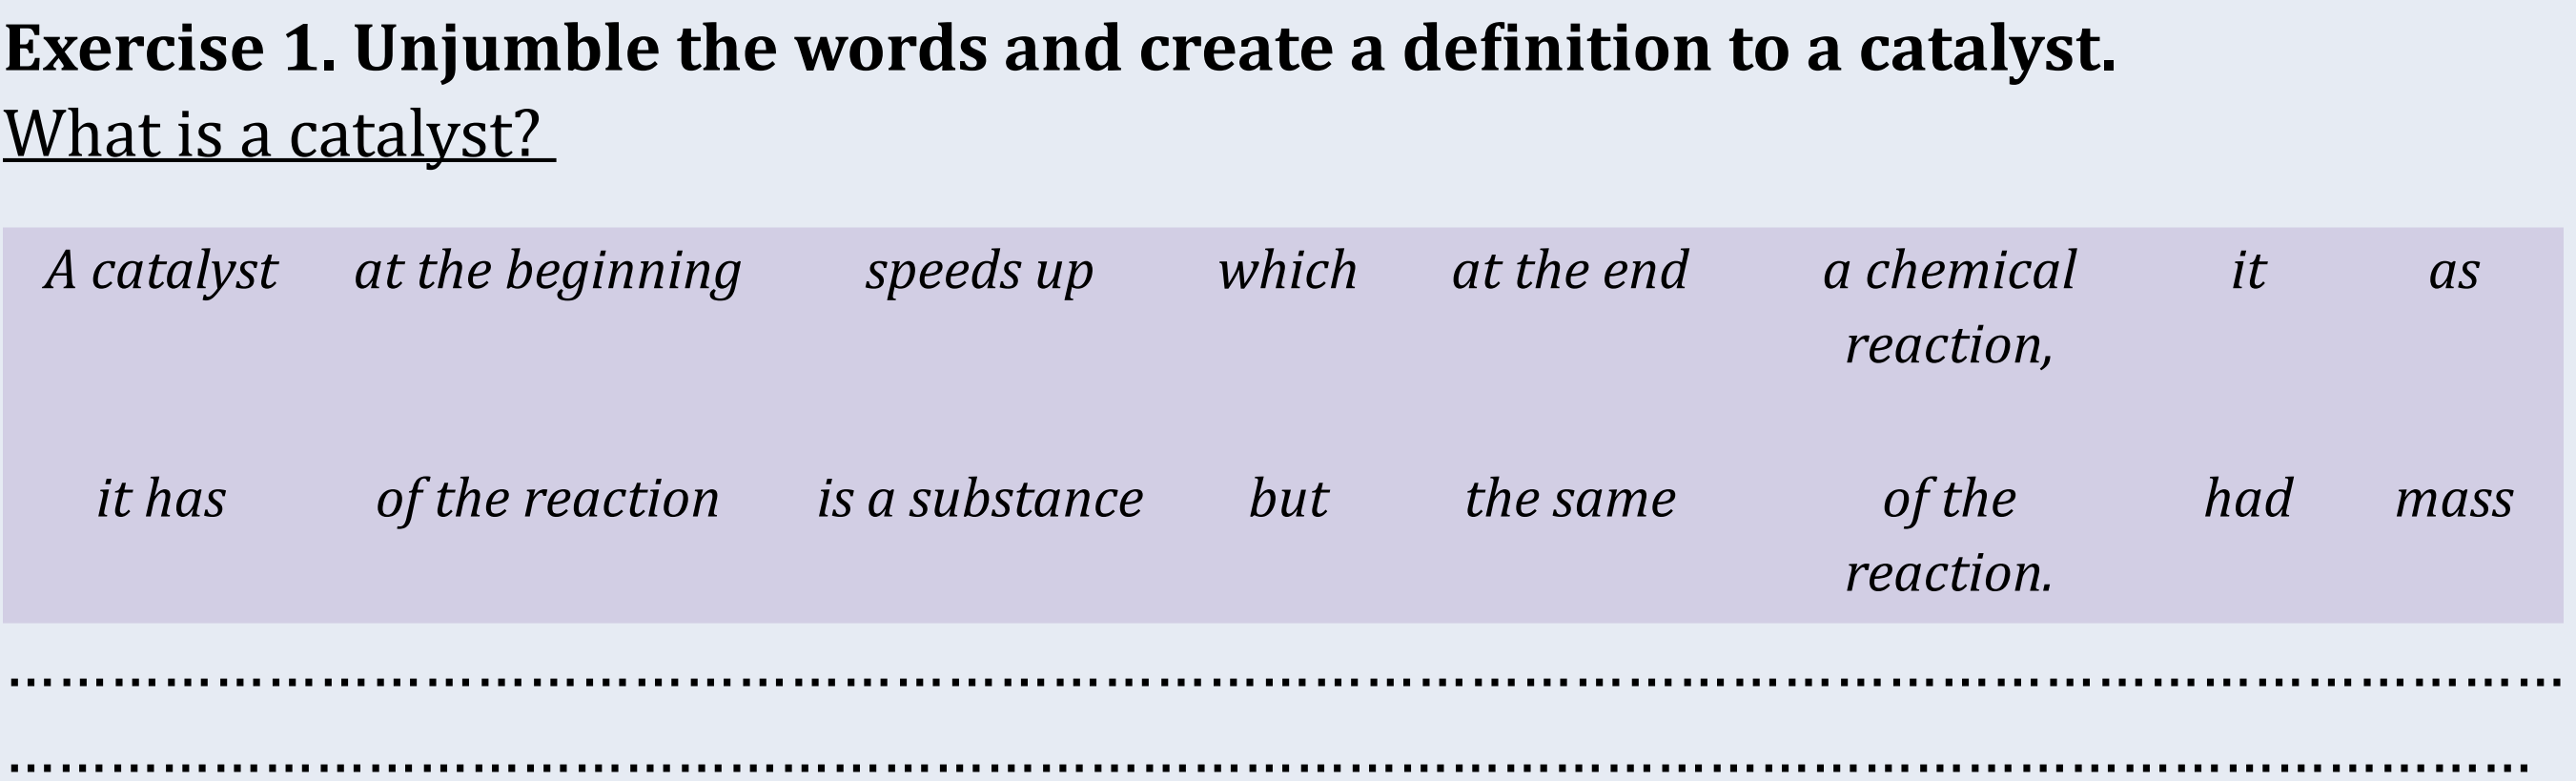 Exercise 1. Unjumble the words and create a definition to a catalyst.
What is a catalyst?
A catalyst at the beginning speeds up which at the end a chemical reaction, it as
it has of the reaction is a substance but the same of the reaction. had mass